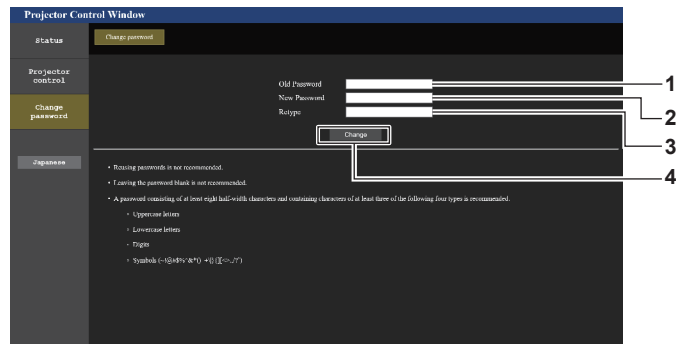 Projector Control Window
Status
Change password
Projector
control
Change
password
Japanese
Old Password
New Password
Retype
Change
1
2
3
4
• Reusing passwords is not recommended.
• Leaving the password blank is not recommended.
• A password consisting of at least eight half-width characters and containing characters of at least three of the following four types is recommended.
◦ Uppercase letters
◦ Lowercase letters
◦ Digits
◦ Symbols